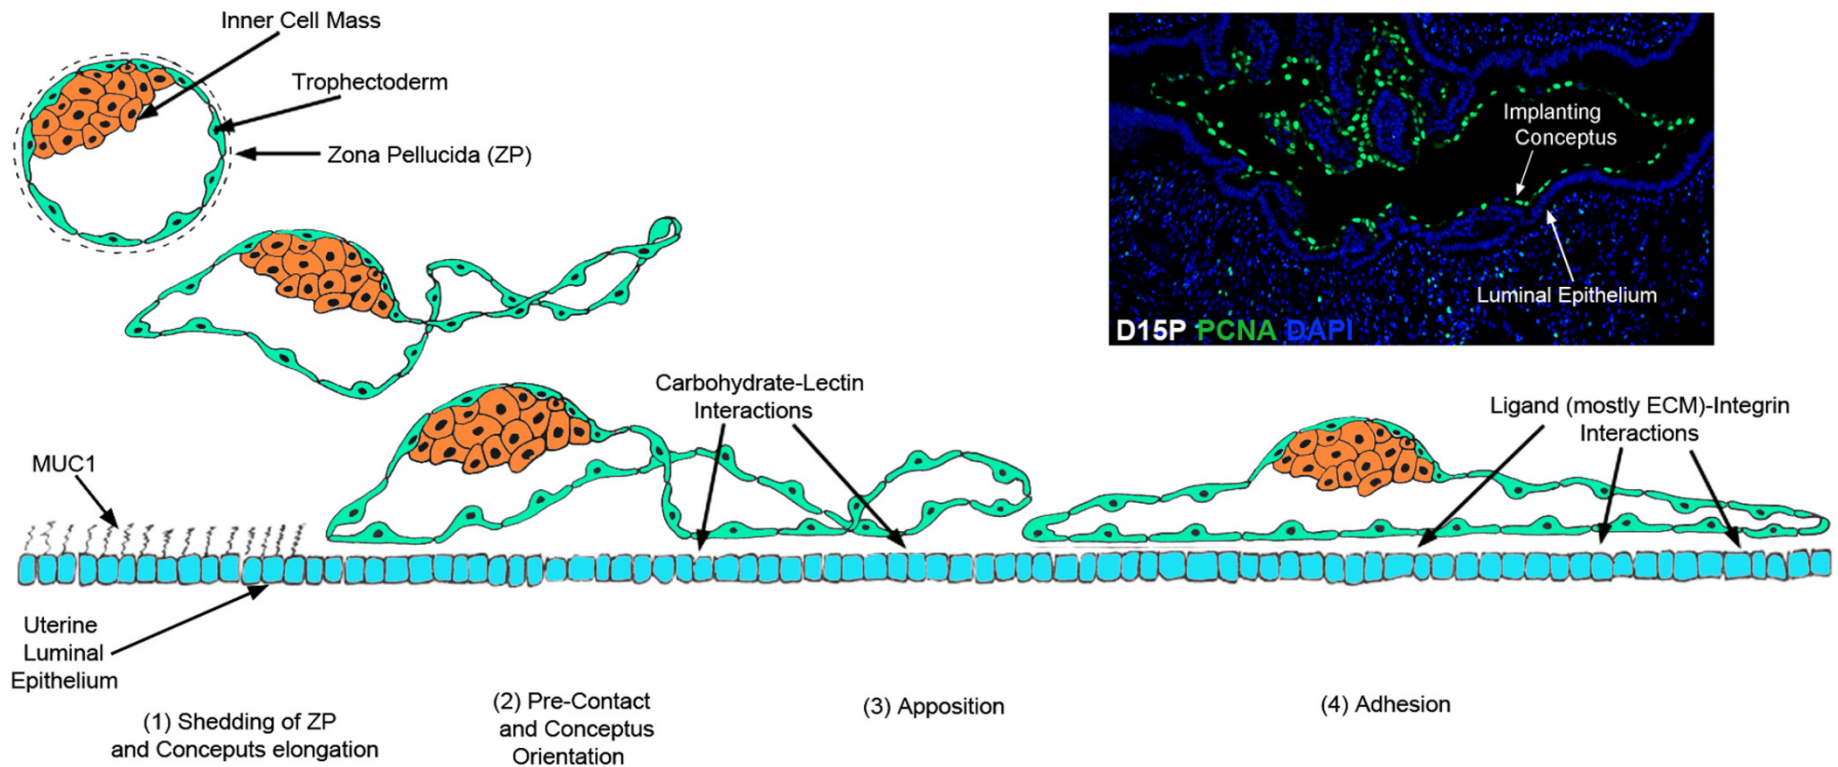 Inner Cell Mass
Trophectoderm
Zona Pellucida (ZP)
Implanting
Conceptus
Luminal Epithelium
D15P PCNA DAPI
Carbohydrate-Lectin
Interactions
Ligand (mostly ECM)-Integrin
Interactions
MUC1
Uterine
Luminal
Epithelium
(1) Shedding of ZP
and Conceputs elongation
(2) Pre-Contact
and Conceptus
Orientation
(3) Apposition
(4) Adhesion